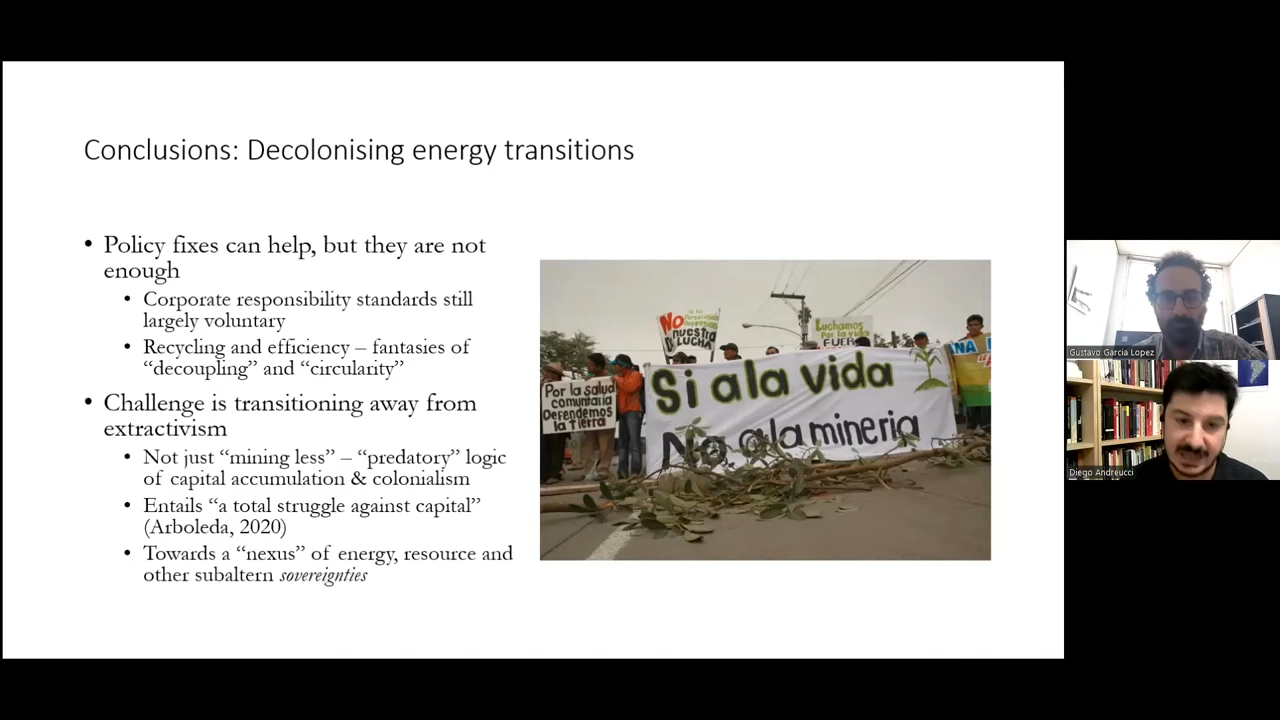 Conclusions: Decolonising energy transitions
• Policy fixes can help, but they are not
enough
• Corporate responsibility standards still
largely voluntary
• Recycling and efficiency – fantasies of
“decoupling” and “circularity”
• Challenge is transitioning away from
extractivism
• Not just “mining less” – “predatory” logic
of capital accumulation & colonialism
• Entails “a total struggle against capital”
(Arboleda, 2020)
• Towards a “nexus” of energy, resource and
other subaltern sovereignties
NO
nuestra
LUCHA
Luchamos
Por la vida
FUER
Por la salud
comunitaria
Defendemos
la tierra
Si a la vida
No a la mineria
Gustavo Garcia Lopez
Diego Andreucci